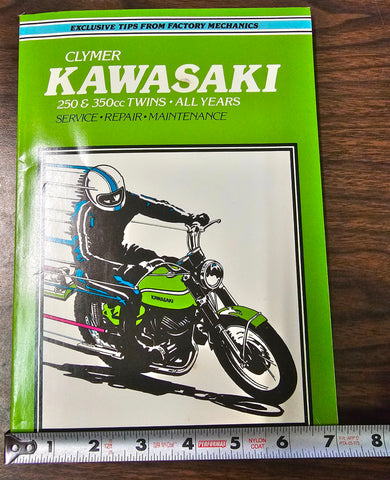 EXCLUSIVE TIPS FROM FACTORY MECHANICS
CLYMER
KAWASAKI
250 & 350cc TWINS • ALL YEARS
SERVICE • REPAIR • MAINTENANCE
KAWASAKI
1 2 3 4 5 6 7 8
PERFORMAX
NYLON
COAT